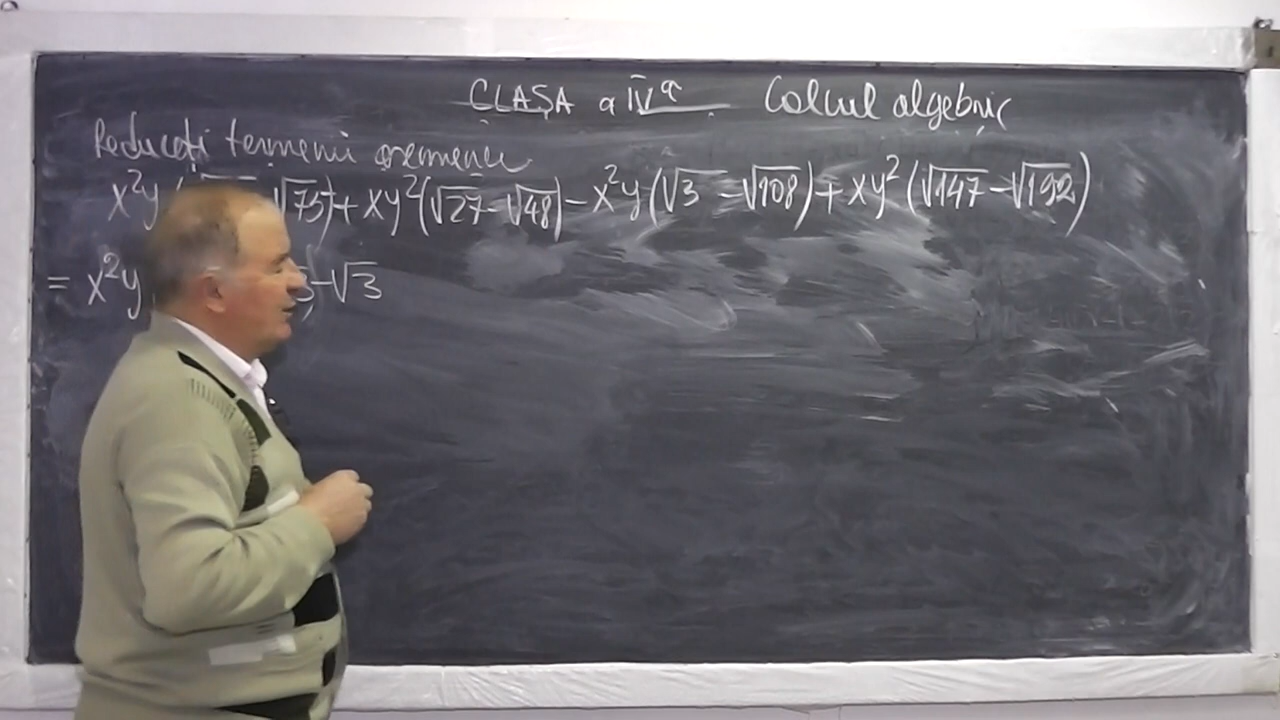 CLASA a IVª Calcul algebric
Reduceți termenii asemenea
x²y √75)+xy²(√27-√48)-x²y(√3-√108)+xy²(√147-√192)
= x²y -√3